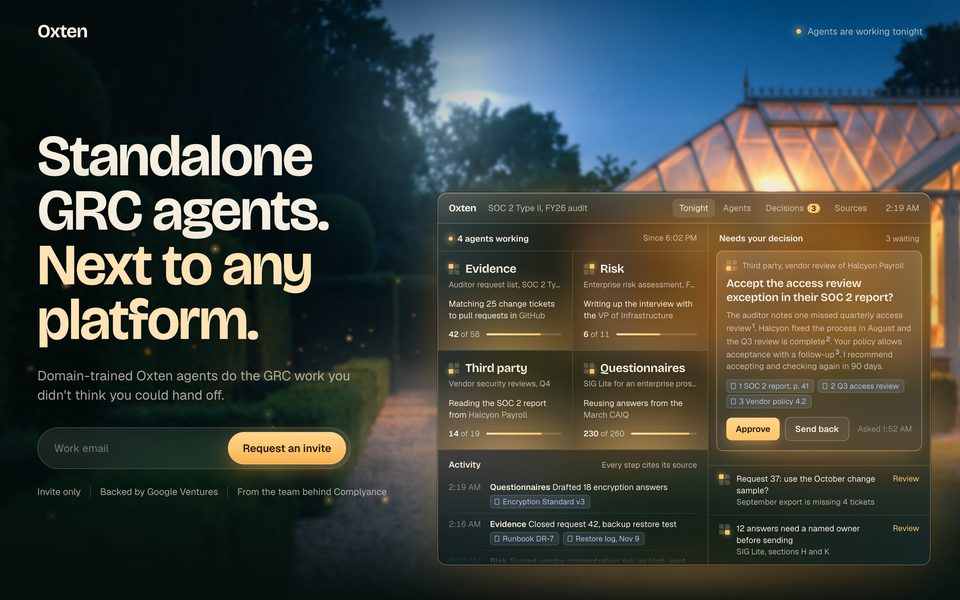 Oxten
Agents are working tonight
Standalone
GRC agents.
Next to any
platform.
Domain-trained Oxten agents do the GRC work you
didn't think you could hand off.
Work email
Request an invite
Invite only
Backed by Google Ventures
From the team behind Complyance
Oxten
SOC 2 Type II, FY26 audit
Tonight
Agents
Decisions 3
Sources
2:19 AM
4 agents working
Since 6:02 PM
Evidence
Auditor request list, SOC 2 Ty...
Matching 25 change tickets
to pull requests in GitHub
42 of 58
Risk
Enterprise risk assessment, F...
Writing up the interview with
the VP of Infrastructure
6 of 11
Third party
Vendor security reviews, Q4
Reading the SOC 2 report
from Halcyon Payroll
14 of 19
Questionnaires
SIG Lite for an enterprise pros...
Reusing answers from the
March CAIQ
230 of 260
Activity
Every step cites its source
2:19 AM
Questionnaires Drafted 18 encryption answers
Encryption Standard v3
2:16 AM
Evidence Closed request 42, backup restore test
Runbook DR-7
Restore log, Nov 9
2:12 AM
Risk Scored vendor concentration risk as high, sent
Needs your decision
3 waiting
Third party, vendor review of Halcyon Payroll
Accept the access review
exception in their SOC 2 report?
The auditor notes one missed quarterly access
review1. Halcyon fixed the process in August and
the Q3 review is complete2. Your policy allows
acceptance with a follow-up3. I recommend
accepting and checking again in 90 days.
1 SOC 2 report, p. 41
2 Q3 access review
3 Vendor policy 4.2
Approve
Send back
Asked 1:52 AM
Request 37: use the October change
sample?
September export is missing 4 tickets
Review
12 answers need a named owner
before sending
SIG Lite, sections H and K
Review